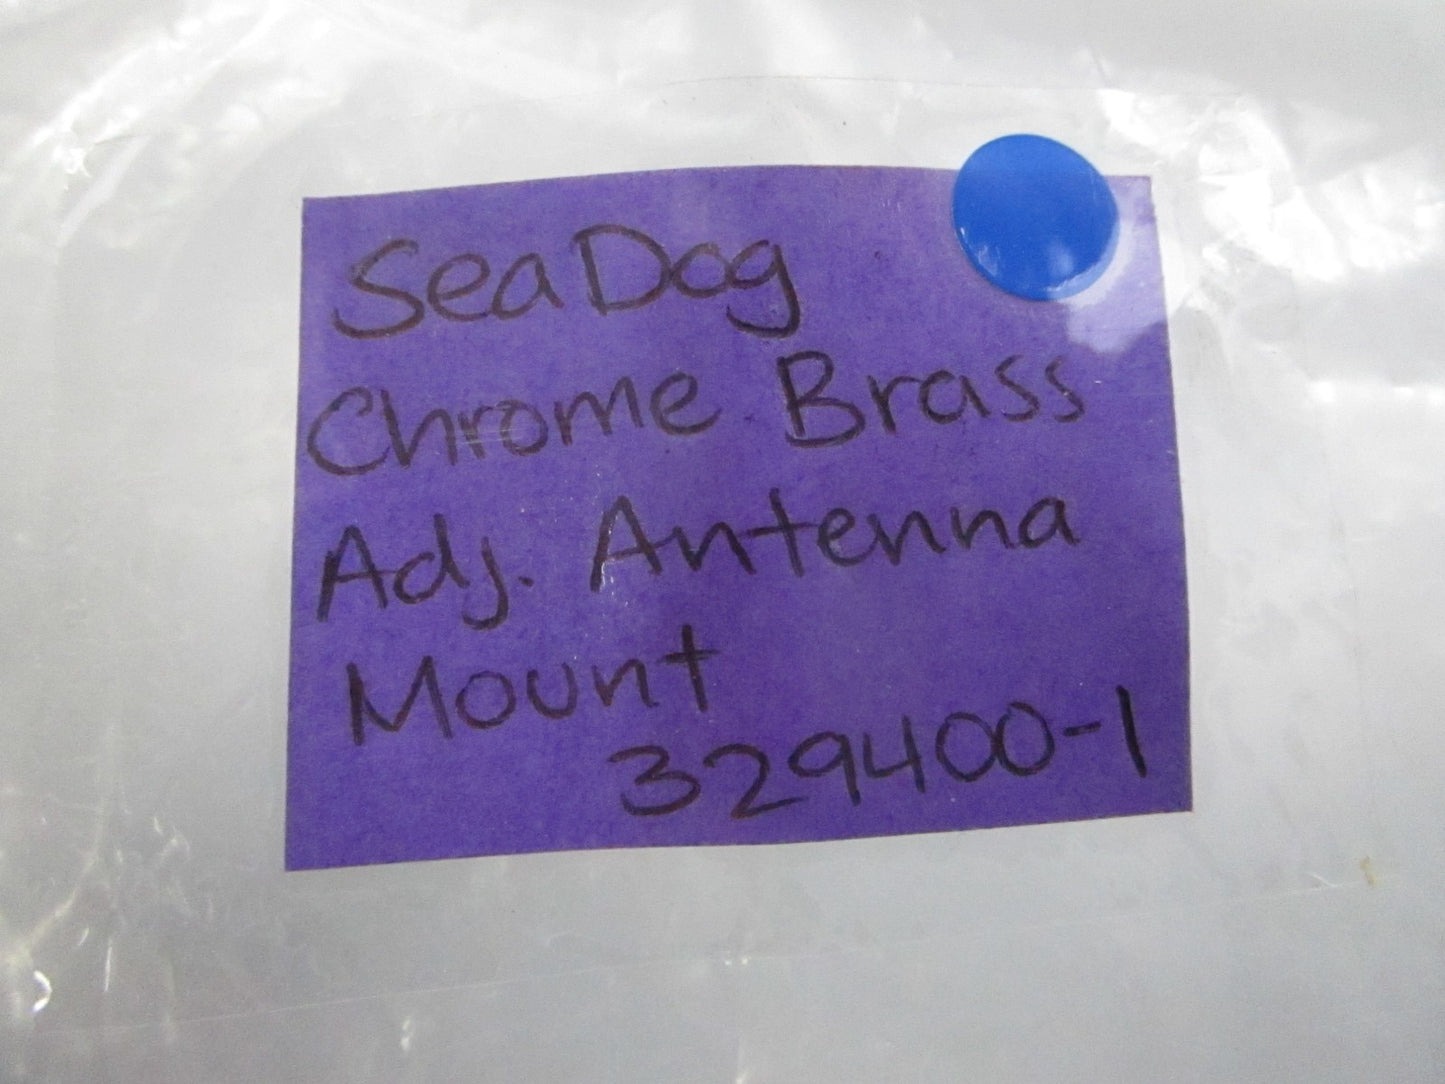 SeaDog
Chrome Brass
Adj. Antenna
Mount
329400-1